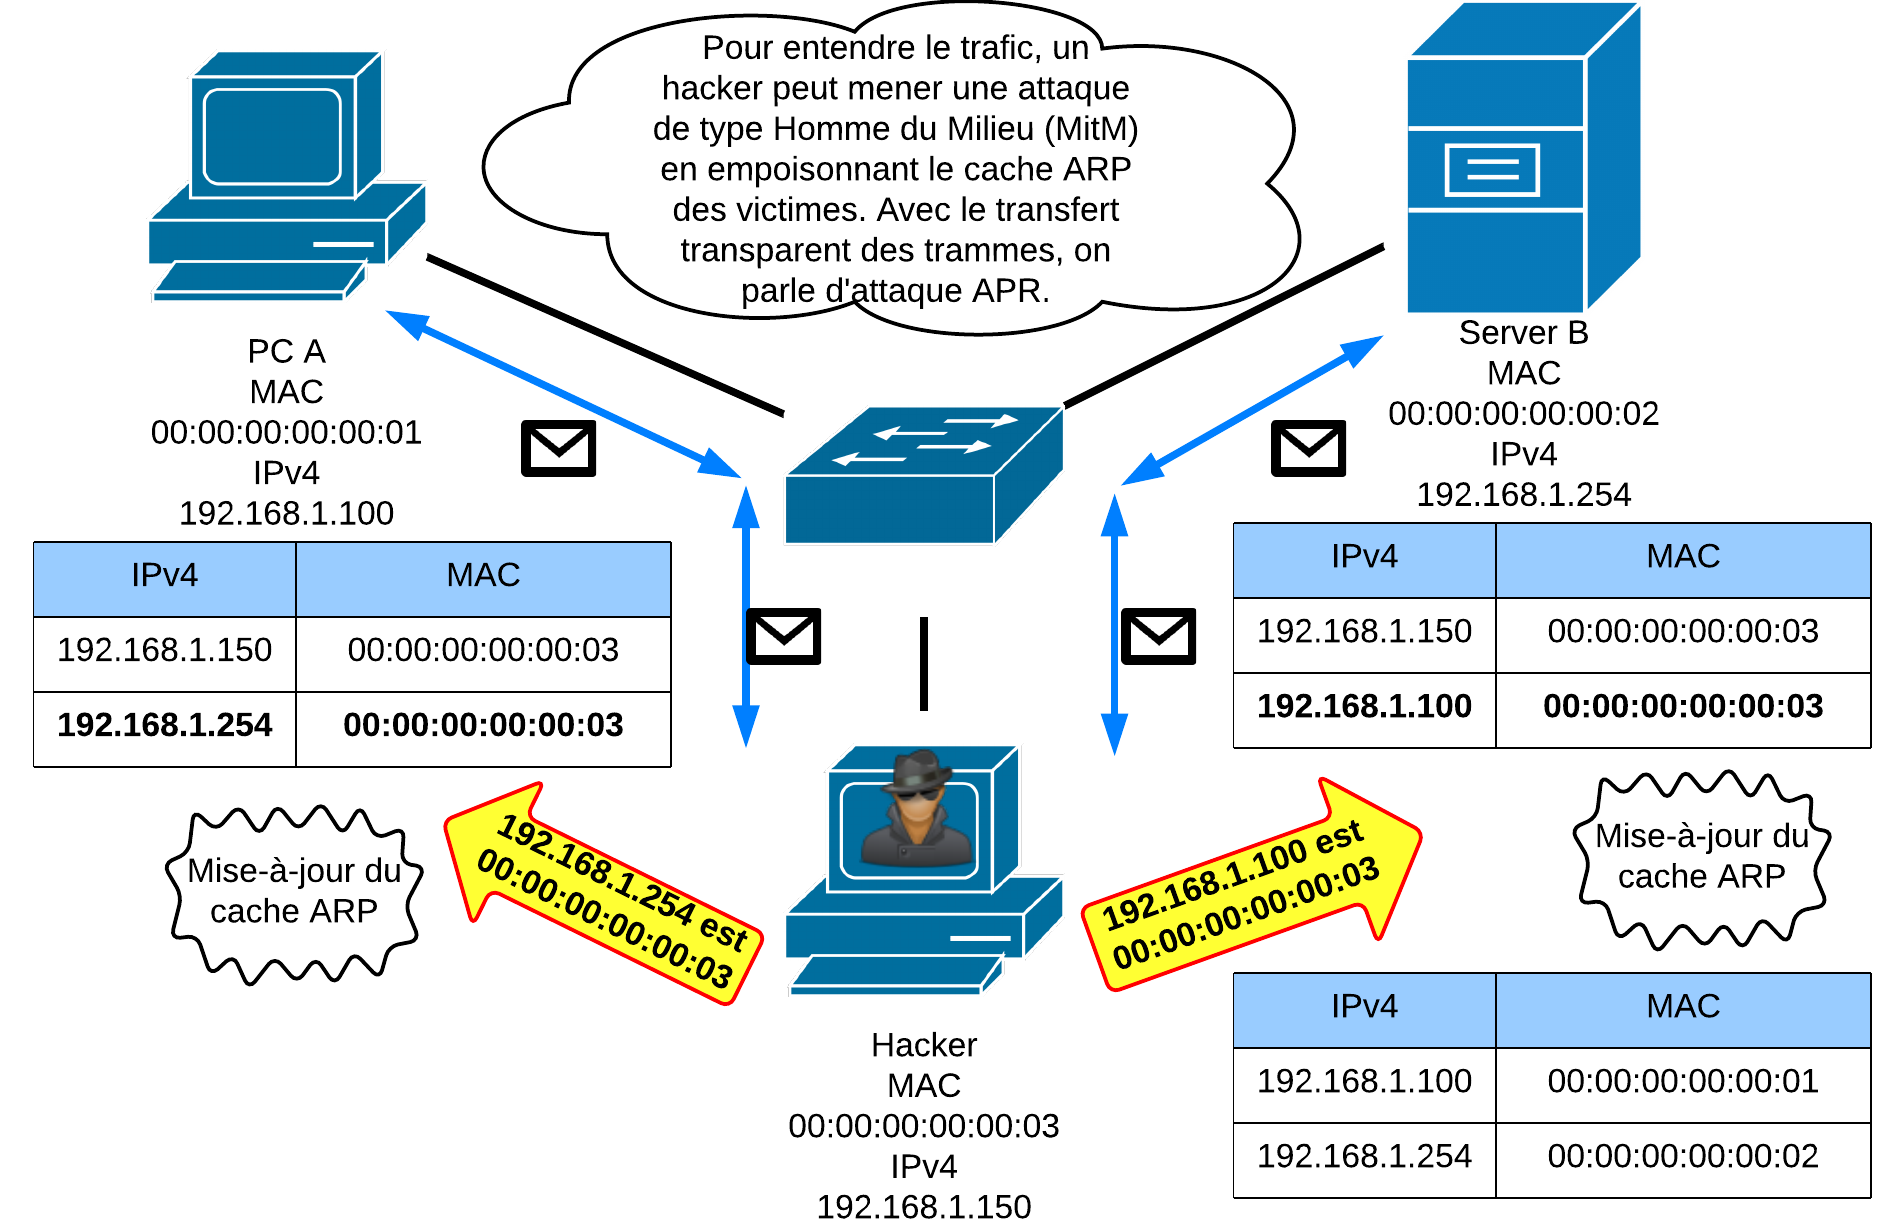 Pour entendre le trafic, un
hacker peut mener une attaque
de type Homme du Milieu (MitM)
en empoisonnant le cache ARP
des victimes. Avec le transfert
transparent des trammes, on
parle d'attaque APR.
PC A
MAC
00:00:00:00:00:01
IPv4
192.168.1.100
Server B
MAC
00:00:00:00:00:02
IPv4
192.168.1.254
IPv4 MAC
192.168.1.150 00:00:00:00:00:03
192.168.1.254 00:00:00:00:00:03
IPv4 MAC
192.168.1.150 00:00:00:00:00:03
192.168.1.100 00:00:00:00:00:03
Mise-à-jour du
cache ARP
192.168.1.254 est
00:00:00:00:00:03
192.168.1.100 est
00:00:00:00:00:03
Mise-à-jour du
cache ARP
Hacker
MAC
00:00:00:00:00:03
IPv4
192.168.1.150
IPv4 MAC
192.168.1.100 00:00:00:00:00:01
192.168.1.254 00:00:00:00:00:02